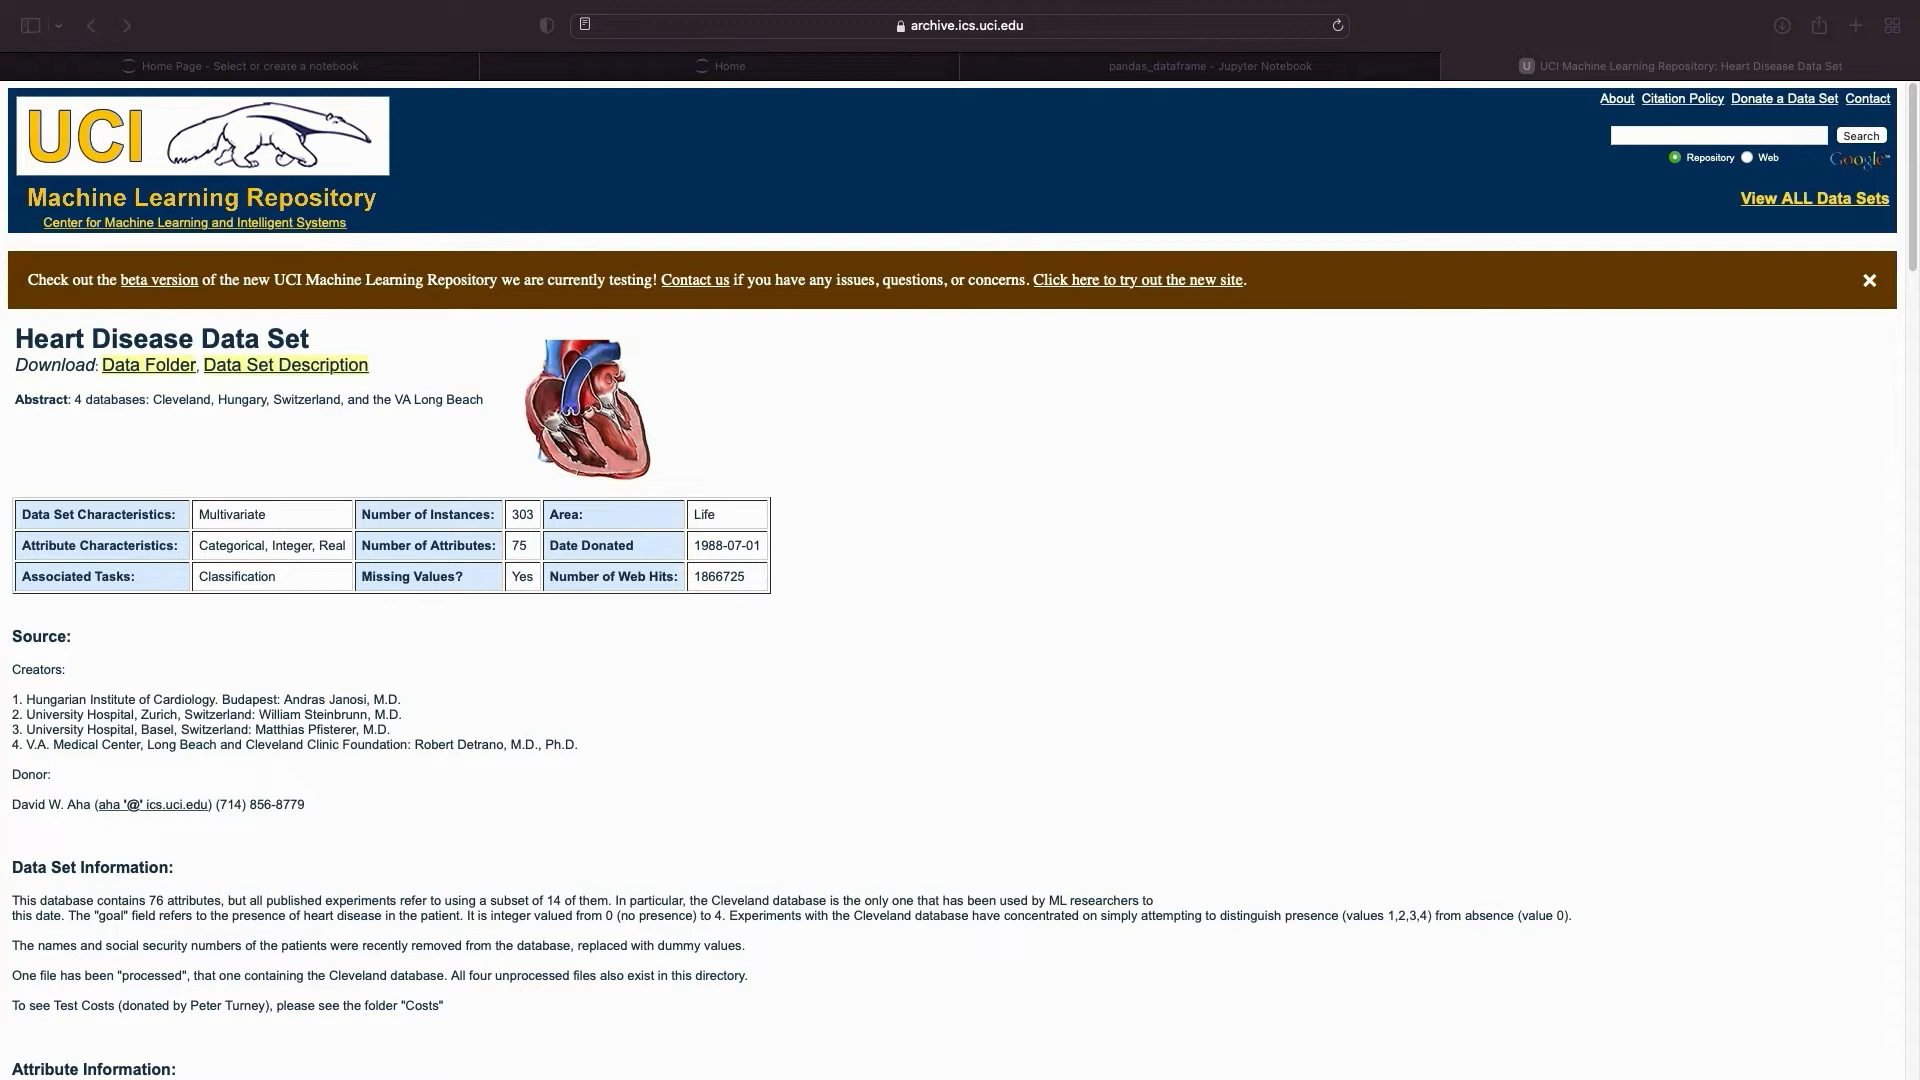 archive.ics.uci.edu
Home Page - Select or create a notebook
Home
pandas_dataframe - Jupyter Notebook
U UCI Machine Learning Repository: Heart Disease Data Set
About Citation Policy Donate a Data Set Contact
UCI
Search
Repository Web Google™
Machine Learning Repository
View ALL Data Sets
Center for Machine Learning and Intelligent Systems
Check out the beta version of the new UCI Machine Learning Repository we are currently testing! Contact us if you have any issues, questions, or concerns. Click here to try out the new site.
Heart Disease Data Set
Download: Data Folder, Data Set Description
Abstract: 4 databases: Cleveland, Hungary, Switzerland, and the VA Long Beach
Data Set Characteristics: Multivariate Number of Instances: 303 Area: Life
Attribute Characteristics: Categorical, Integer, Real Number of Attributes: 75 Date Donated 1988-07-01
Associated Tasks: Classification Missing Values? Yes Number of Web Hits: 1866725
Source:
Creators:
1. Hungarian Institute of Cardiology. Budapest: Andras Janosi, M.D.
2. University Hospital, Zurich, Switzerland: William Steinbrunn, M.D.
3. University Hospital, Basel, Switzerland: Matthias Pfisterer, M.D.
4. V.A. Medical Center, Long Beach and Cleveland Clinic Foundation: Robert Detrano, M.D., Ph.D.
Donor:
David W. Aha (aha '@' ics.uci.edu) (714) 856-8779
Data Set Information:
This database contains 76 attributes, but all published experiments refer to using a subset of 14 of them. In particular, the Cleveland database is the only one that has been used by ML researchers to
this date. The "goal" field refers to the presence of heart disease in the patient. It is integer valued from 0 (no presence) to 4. Experiments with the Cleveland database have concentrated on simply attempting to distinguish presence (values 1,2,3,4) from absence (value 0).
The names and social security numbers of the patients were recently removed from the database, replaced with dummy values.
One file has been "processed", that one containing the Cleveland database. All four unprocessed files also exist in this directory.
To see Test Costs (donated by Peter Turney), please see the folder "Costs"
Attribute Information: